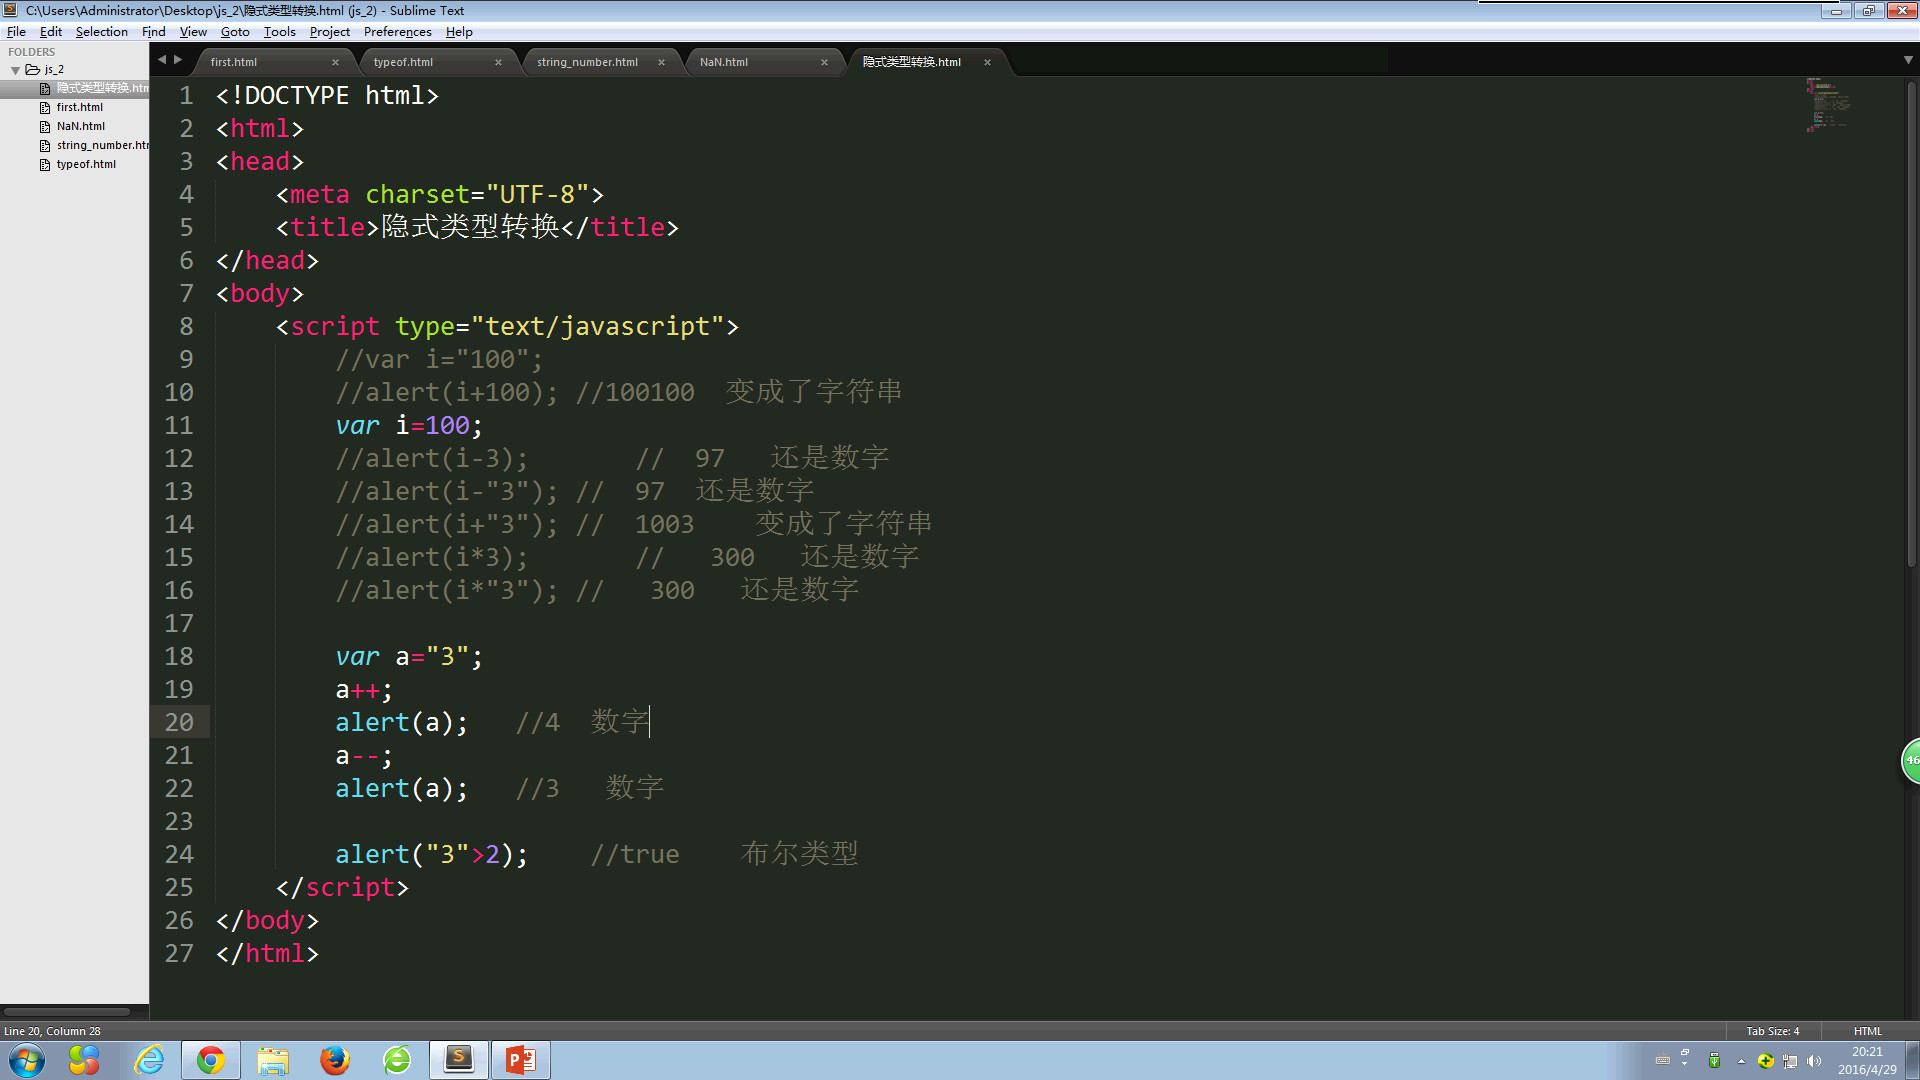 C:\Users\Administrator\Desktop\js_2\隐式类型转换.html (js_2) - Sublime Text
File Edit Selection Find View Goto Tools Project Preferences Help
FOLDERS
js_2
隐式类型转换.htm
first.html
NaN.html
string_number.htm
typeof.html
first.html × typeof.html × string_number.html × NaN.html × 隐式类型转换.html ×
1 <!DOCTYPE html>
2 <html>
3 <head>
4 <meta charset="UTF-8">
5 <title>隐式类型转换</title>
6 </head>
7 <body>
8 <script type="text/javascript">
9 //var i="100";
10 //alert(i+100); //100100 变成了字符串
11 var i=100;
12 //alert(i-3); // 97 还是数字
13 //alert(i-"3"); // 97 还是数字
14 //alert(i+"3"); // 1003 变成了字符串
15 //alert(i*3); // 300 还是数字
16 //alert(i*"3"); // 300 还是数字
17
18 var a="3";
19 a++;
20 alert(a); //4 数字
21 a--;
22 alert(a); //3 数字
23
24 alert("3">2); //true 布尔类型
25 </script>
26 </body>
27 </html>
46
Line 20, Column 28
Tab Size: 4
HTML
20:21
2016/4/29